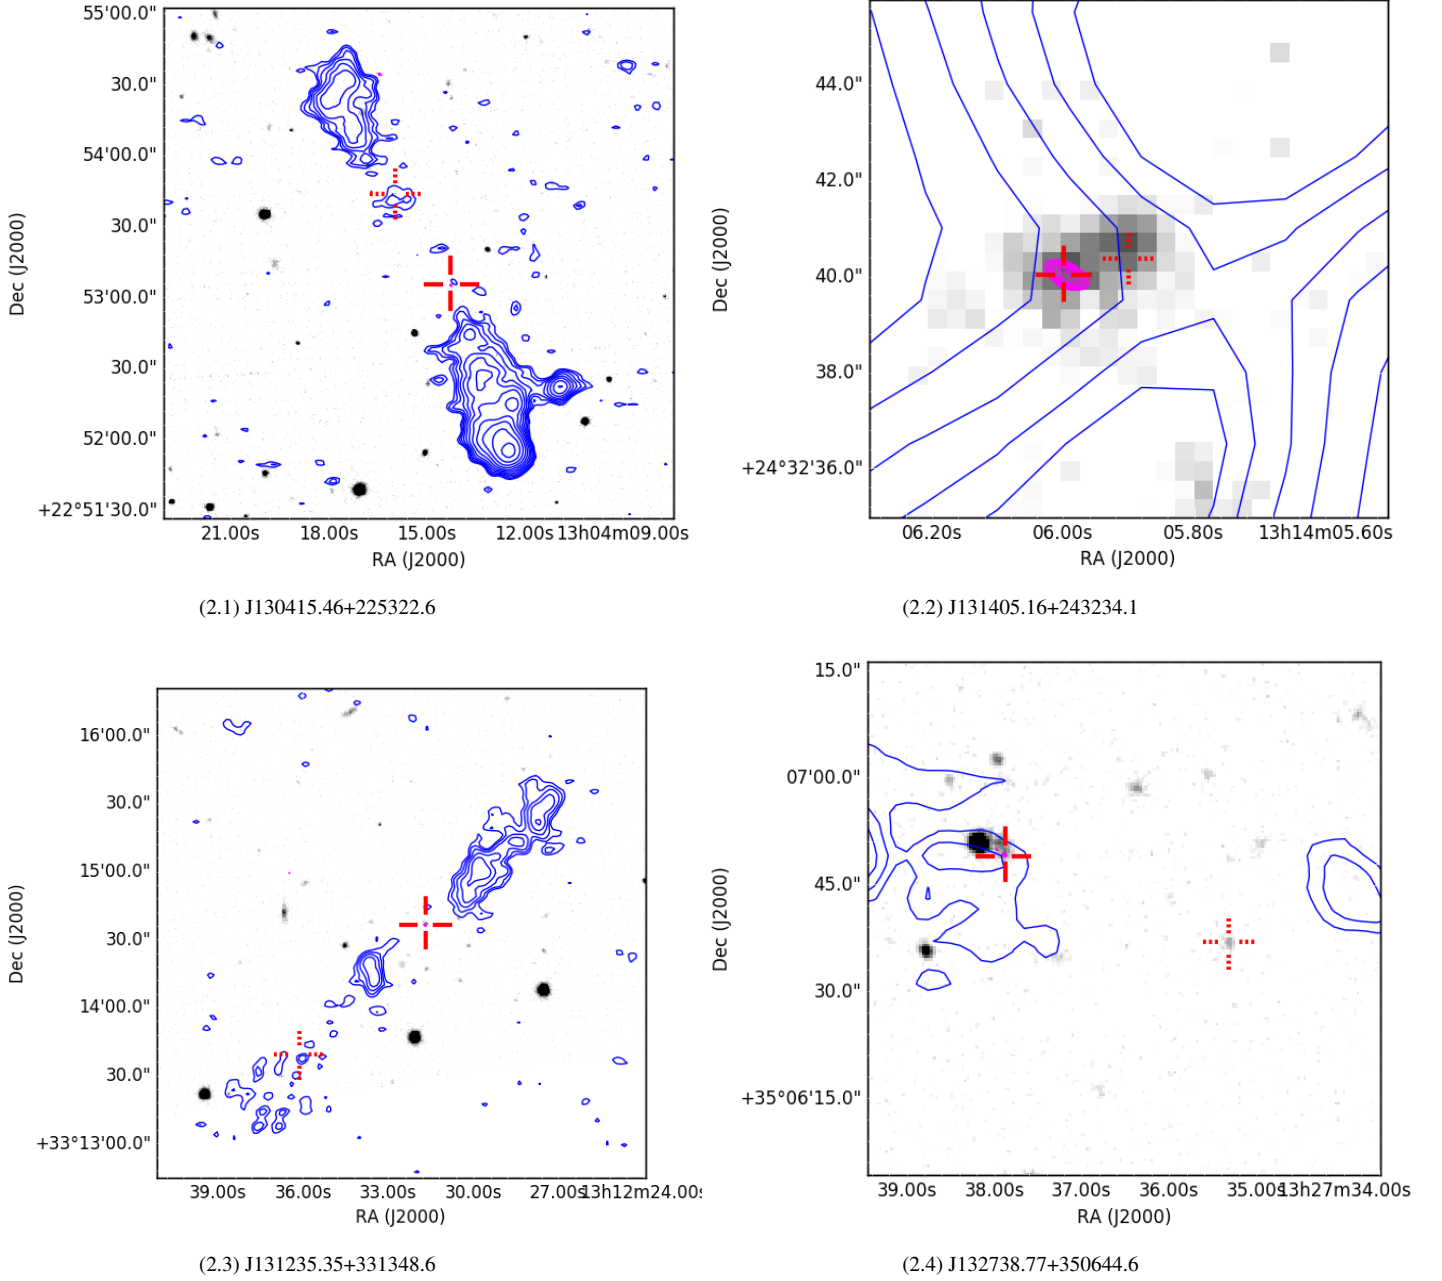 55'00.0"
30.0"
54'00.0"
30.0"
53'00.0"
30.0"
52'00.0"
+22°51'30.0"
Dec (J2000)
21.00s 18.00s 15.00s 12.00s 13h04m09.00s
RA (J2000)
(2.1) J130415.46+225322.6
44.0"
42.0"
40.0"
38.0"
+24°32'36.0"
Dec (J2000)
06.20s 06.00s 05.80s 13h14m05.60s
RA (J2000)
(2.2) J131405.16+243234.1
16'00.0"
30.0"
15'00.0"
30.0"
14'00.0"
30.0"
+33°13'00.0"
Dec (J2000)
39.00s 36.00s 33.00s 30.00s 27.00s 13h12m24.00s
RA (J2000)
(2.3) J131235.35+331348.6
15.0"
07'00.0"
45.0"
30.0"
+35°06'15.0"
Dec (J2000)
39.00s 38.00s 37.00s 36.00s 35.00s 13h27m34.00s
RA (J2000)
(2.4) J132738.77+350644.6